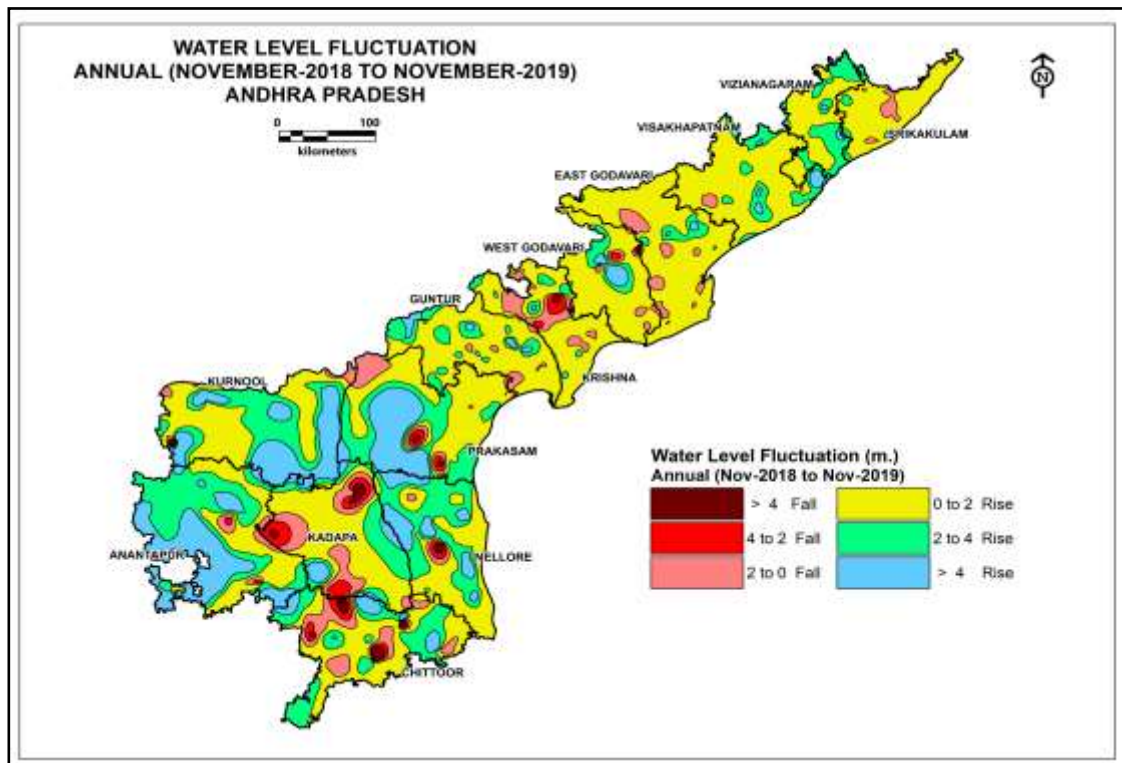 WATER LEVEL FLUCTUATION
ANNUAL (NOVEMBER-2018 TO NOVEMBER-2019)
ANDHRA PRADESH
0 100
kilometers
N
VIZIANAGARAM
VISAKHAPATNAM
SRIKAKULAM
EAST GODAVARI
WEST GODAVARI
GUNTUR
KRISHNA
KURNOOL
PRAKASAM
ANANTAPUR
KADAPA
NELLORE
CHITTOOR
Water Level Fluctuation (m.)
Annual (Nov-2018 to Nov-2019)
> 4 Fall 0 to 2 Rise
4 to 2 Fall 2 to 4 Rise
2 to 0 Fall > 4 Rise